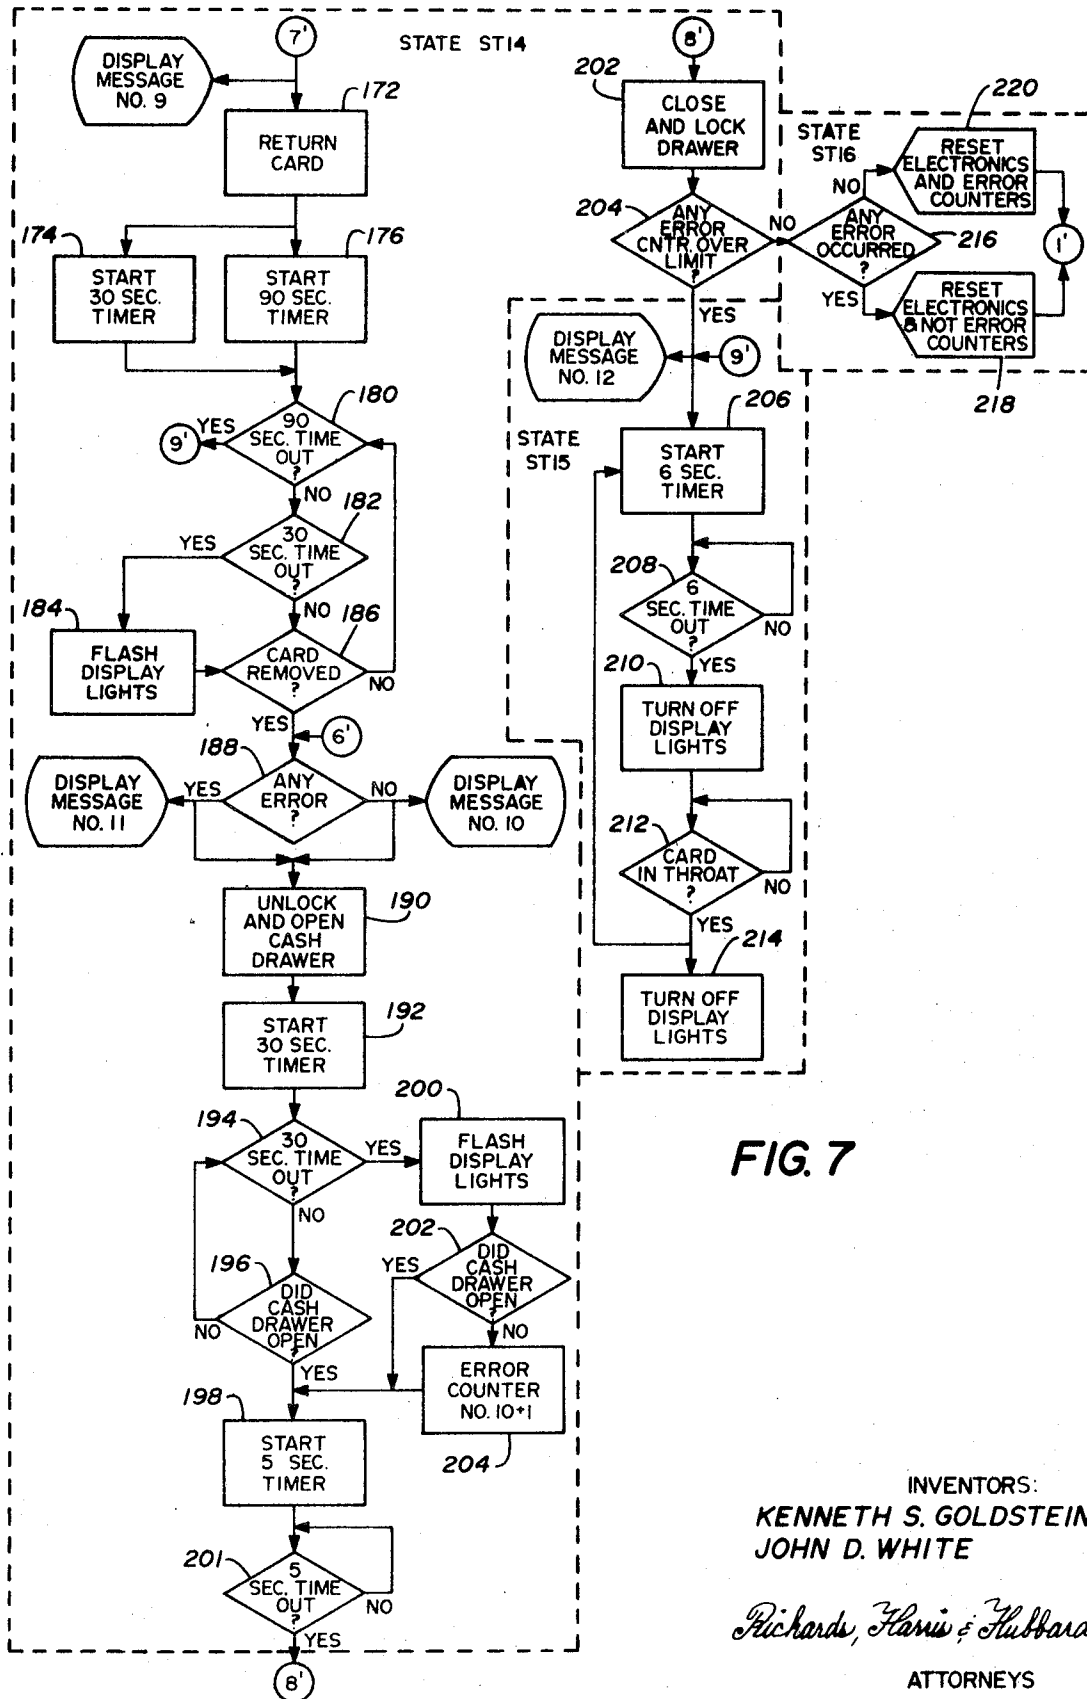 7'
STATE ST14
DISPLAY
MESSAGE
NO. 9
172
RETURN
CARD
174
START
30 SEC.
TIMER
176
START
90 SEC.
TIMER
180
90
SEC. TIME
OUT
?
YES
9'
NO
182
30
SEC. TIME
OUT
?
YES
NO
184
FLASH
DISPLAY
LIGHTS
186
CARD
REMOVED
?
NO
YES
6'
188
ANY
ERROR
?
YES
NO
DISPLAY
MESSAGE
NO. 11
DISPLAY
MESSAGE
NO. 10
190
UNLOCK
AND OPEN
CASH
DRAWER
192
START
30 SEC.
TIMER
194
30
SEC. TIME
OUT
?
YES
NO
200
FLASH
DISPLAY
LIGHTS
196
DID
CASH
DRAWER
OPEN
?
NO
YES
202
DID
CASH
DRAWER
OPEN
?
YES
NO
ERROR
COUNTER
NO. 10+1
204
198
START
5 SEC.
TIMER
201
5
SEC. TIME
OUT
?
NO
YES
8'
8'
202
CLOSE
AND LOCK
DRAWER
204
ANY
ERROR
CNTR. OVER
LIMIT
?
NO
YES
STATE
ST16
220
RESET
ELECTRONICS
AND ERROR
COUNTERS
NO
ANY
ERROR
OCCURRED
?
216
1'
YES
RESET
ELECTRONICS
& NOT ERROR
COUNTERS
218
DISPLAY
MESSAGE
NO. 12
9'
STATE
ST15
206
START
6 SEC.
TIMER
208
6
SEC. TIME
OUT
?
NO
YES
210
TURN OFF
DISPLAY
LIGHTS
212
CARD
IN THROAT
?
NO
YES
214
TURN OFF
DISPLAY
LIGHTS
FIG. 7
INVENTORS:
KENNETH S. GOLDSTEIN
JOHN D. WHITE
Richards, Harris & Hubbard
ATTORNEYS